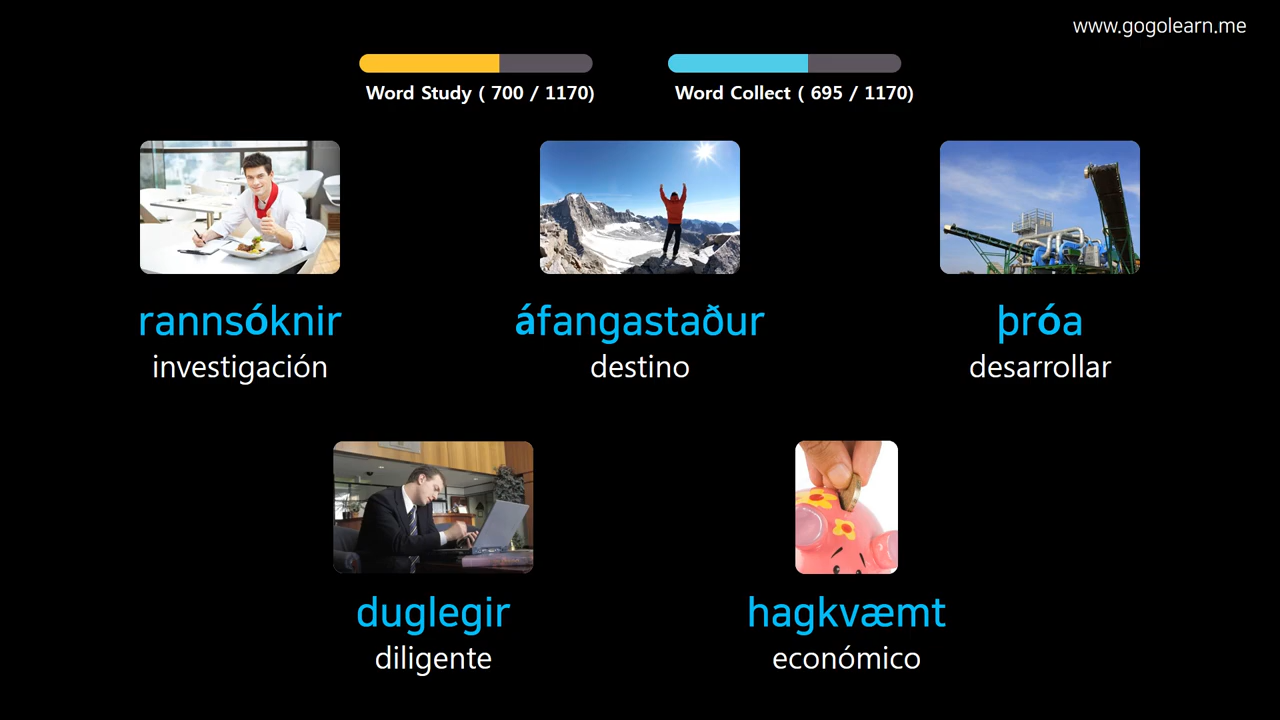 www.gogolearn.me
Word Study ( 700 / 1170)
Word Collect ( 695 / 1170)
rannsóknir
investigación
áfangastaður
destino
þróa
desarrollar
duglegir
diligente
hagkvæmt
económico